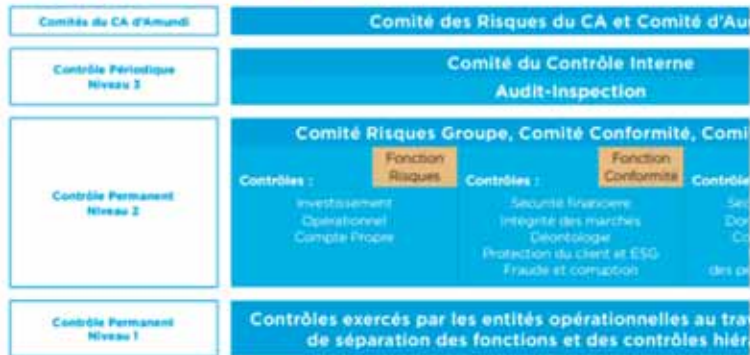 Comités du CA d'Amundi
Comité des Risques du CA et Comité d'Au
Contrôle Périodique
Niveau 3
Comité du Contrôle Interne
Audit-Inspection
Contrôle Permanent
Niveau 2
Comité Risques Groupe, Comité Conformité, Comi
Contrôles :
Fonction
Risques
Investissement
Opérationnel
Compte Propre
Contrôles :
Fonction
Conformité
Sécurité financière
Intégrité des marchés
Déontologie
Protection du client et ESG
Fraude et corruption
Contrôle
des p
Contrôle Permanent
Niveau 1
Contrôles exercés par les entités opérationnelles au tra
de séparation des fonctions et des contrôles hiér